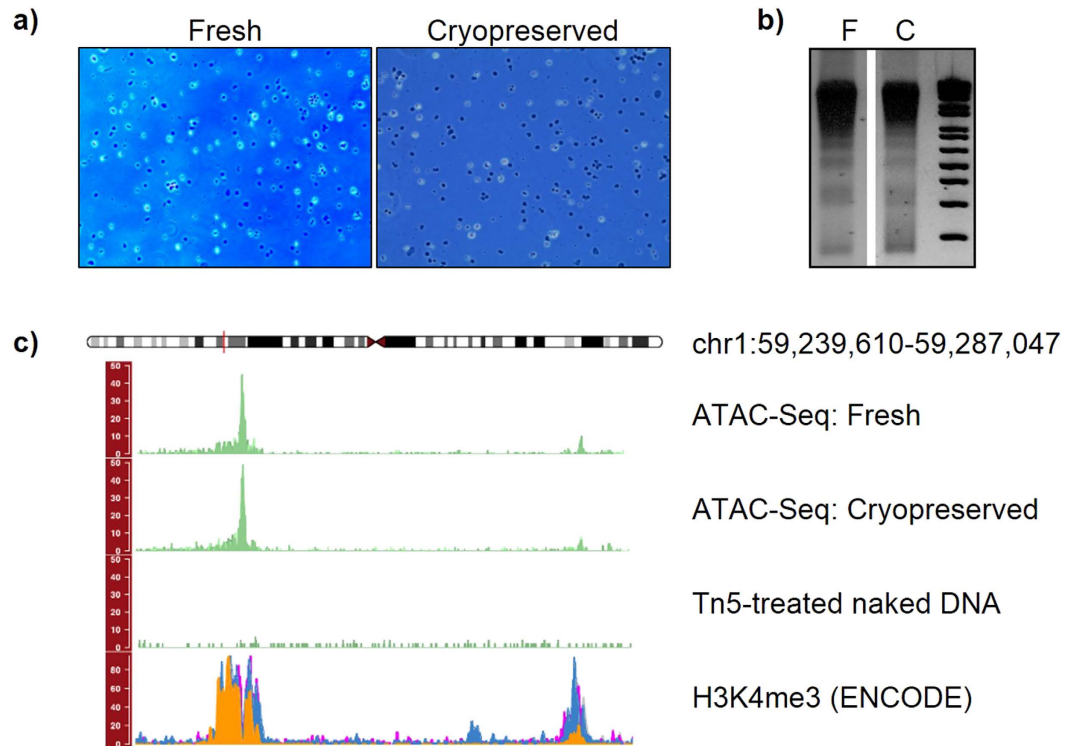 a)
Fresh
Cryopreserved
b)
F C
c)
chr1:59,239,610-59,287,047
50
40
30
20
10
0
ATAC-Seq: Fresh
50
40
30
20
10
0
ATAC-Seq: Cryopreserved
50
40
30
20
10
0
Tn5-treated naked DNA
80
60
40
20
0
H3K4me3 (ENCODE)